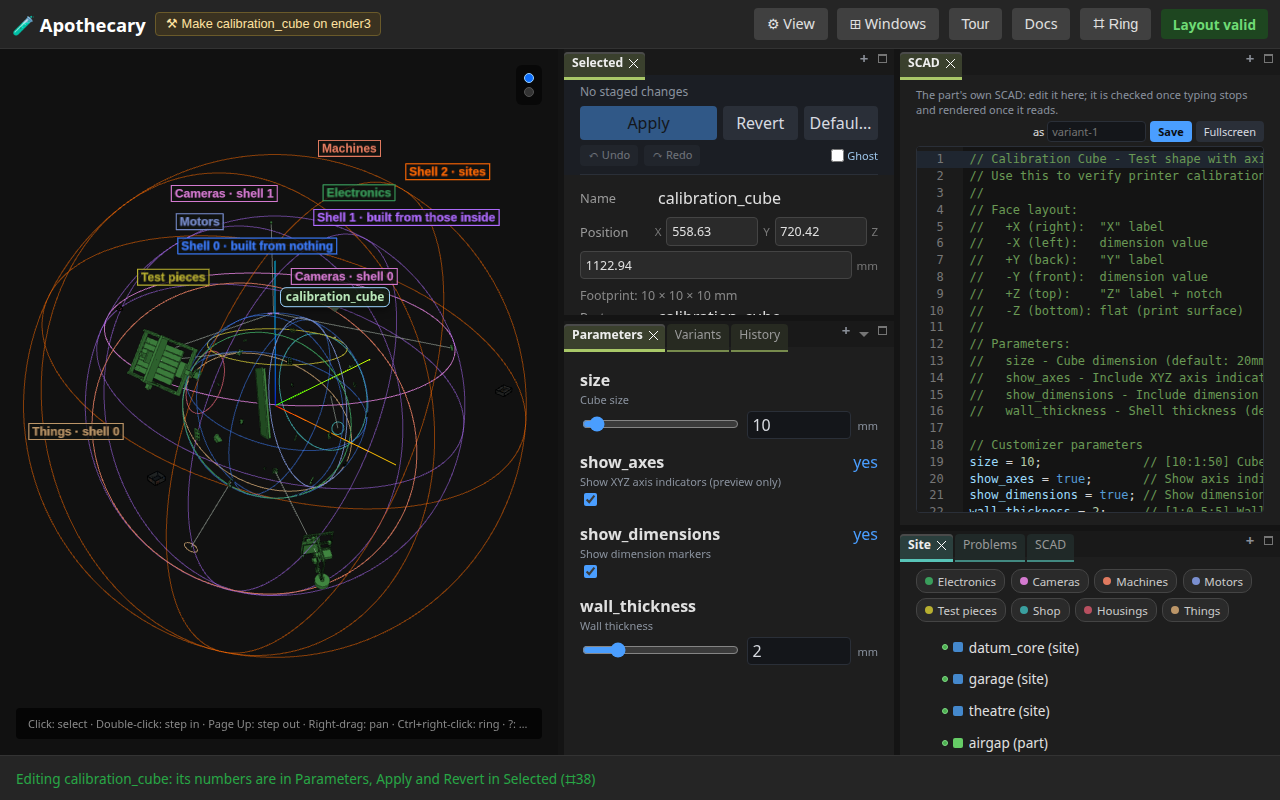 Apothecary
Make calibration_cube on ender3
View
Windows
Tour
Docs
Ring
Layout valid
Machines
Shell 2 · sites
Cameras · shell 1
Electronics
Motors
Shell 1 · built from those inside
Shell 0 · built from nothing
Test pieces
Cameras · shell 0
calibration_cube
Things · shell 0
Click: select · Double-click: step in · Page Up: step out · Right-drag: pan · Ctrl+right-click: ring · ?: ...
Selected
No staged changes
Apply
Revert
Defaul...
Undo
Redo
Ghost
Name calibration_cube
Position X 558.63 Y 720.42 Z
1122.94 mm
Footprint: 10 × 10 × 10 mm
Parameters
Variants
History
size
Cube size
10 mm
show_axes yes
Show XYZ axis indicators (preview only)
show_dimensions yes
Show dimension markers
wall_thickness
Wall thickness
2 mm
SCAD
The part's own SCAD: edit it here; it is checked once typing stops
and rendered once it reads.
as variant-1 Save Fullscreen
1 // Calibration Cube - Test shape with axi
2 // Use this to verify printer calibration
3 //
4 // Face layout:
5 //   +X (right):  "X" label
6 //   -X (left):   dimension value
7 //   +Y (back):   "Y" label
8 //   -Y (front):  dimension value
9 //   +Z (top):    "Z" label + notch
10 //   -Z (bottom): flat (print surface)
11 //
12 // Parameters:
13 //   size - Cube dimension (default: 20mm
14 //   show_axes - Include XYZ axis indicat
15 //   show_dimensions - Include dimension
16 //   wall_thickness - Shell thickness (de
17
18 // Customizer parameters
19 size = 10;               // [10:1:50] Cube
20 show_axes = true;        // Show axis indi
21 show_dimensions = true; // Show dimension
22 wall_thickness = 2;
Site
Problems
SCAD
Electronics
Cameras
Machines
Motors
Test pieces
Shop
Housings
Things
datum_core (site)
garage (site)
theatre (site)
airgap (part)
Editing calibration_cube: its numbers are in Parameters, Apply and Revert in Selected (⌗38)